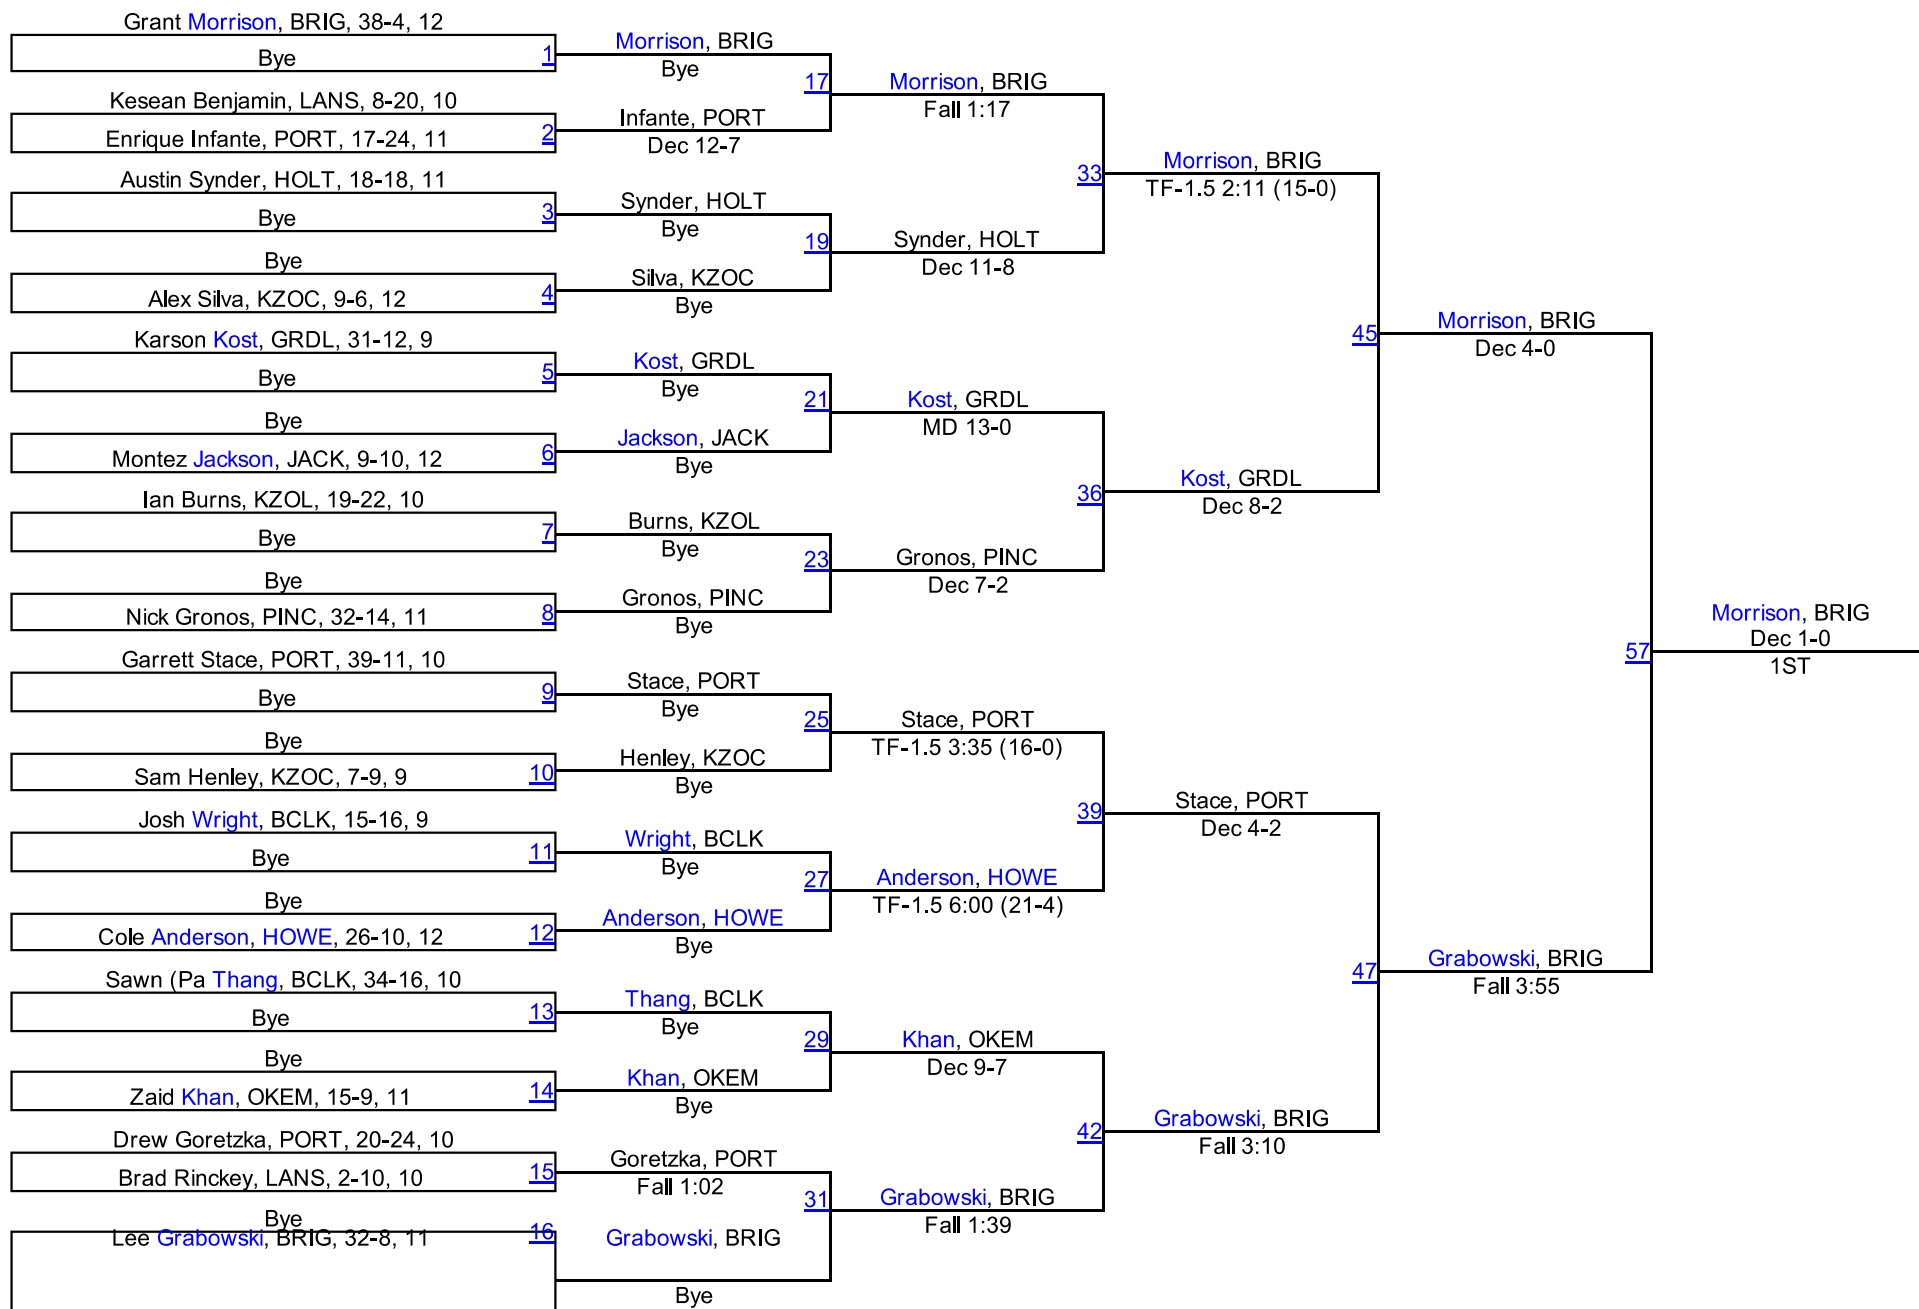 Grant Morrison, BRIG, 38-4, 12
Bye
1
Kesean Benjamin, LANS, 8-20, 10
Enrique Infante, PORT, 17-24, 11
2
Austin Synder, HOLT, 18-18, 11
Bye
3
Bye
Alex Silva, KZOC, 9-6, 12
4
Karson Kost, GRDL, 31-12, 9
Bye
5
Bye
Montez Jackson, JACK, 9-10, 12
6
Ian Burns, KZOL, 19-22, 10
Bye
7
Bye
Nick Gronos, PINC, 32-14, 11
8
Garrett Stace, PORT, 39-11, 10
Bye
9
Bye
Sam Henley, KZOC, 7-9, 9
10
Josh Wright, BCLK, 15-16, 9
Bye
11
Bye
Cole Anderson, HOWE, 26-10, 12
12
Sawn (Pa Thang, BCLK, 34-16, 10
Bye
13
Bye
Zaid Khan, OKEM, 15-9, 11
14
Drew Goretzka, PORT, 20-24, 10
Brad Rinckey, LANS, 2-10, 10
15
Bye
Lee Grabowski, BRIG, 32-8, 11
16
Morrison, BRIG
Bye
17
Infante, PORT
Dec 12-7
Synder, HOLT
Bye
19
Silva, KZOC
Bye
Kost, GRDL
Bye
21
Jackson, JACK
Bye
Burns, KZOL
Bye
23
Gronos, PINC
Bye
Stace, PORT
Bye
25
Henley, KZOC
Bye
Wright, BCLK
Bye
27
Anderson, HOWE
Bye
Thang, BCLK
Bye
29
Khan, OKEM
Bye
Goretzka, PORT
Fall 1:02
31
Grabowski, BRIG
Bye
Morrison, BRIG
Fall 1:17
33
Synder, HOLT
Dec 11-8
Kost, GRDL
MD 13-0
36
Gronos, PINC
Dec 7-2
Stace, PORT
TF-1.5 3:35 (16-0)
39
Anderson, HOWE
TF-1.5 6:00 (21-4)
Khan, OKEM
Dec 9-7
42
Grabowski, BRIG
Fall 1:39
Morrison, BRIG
TF-1.5 2:11 (15-0)
45
Kost, GRDL
Dec 8-2
Stace, PORT
Dec 4-2
47
Grabowski, BRIG
Fall 3:10
Morrison, BRIG
Dec 4-0
57
Grabowski, BRIG
Fall 3:55
Morrison, BRIG
Dec 1-0
1ST